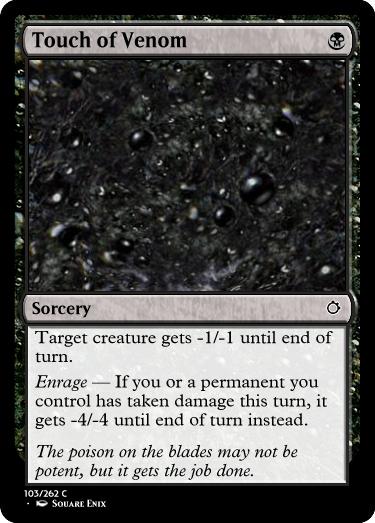 Touch of Venom
Sorcery
Target creature gets -1/-1 until end of
turn.
Enrage — If you or a permanent you
control has taken damage this turn, it
gets -4/-4 until end of turn instead.
The poison on the blades may not be
potent, but it gets the job done.
103/262 C
· Square Enix